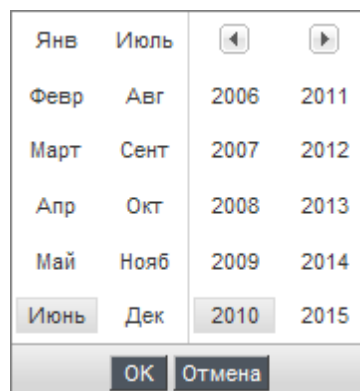 Янв Июль
Февр Авг 2006 2011
Март Сент 2007 2012
Апр Окт 2008 2013
Май Нояб 2009 2014
Июнь Дек 2010 2015
OK Отмена